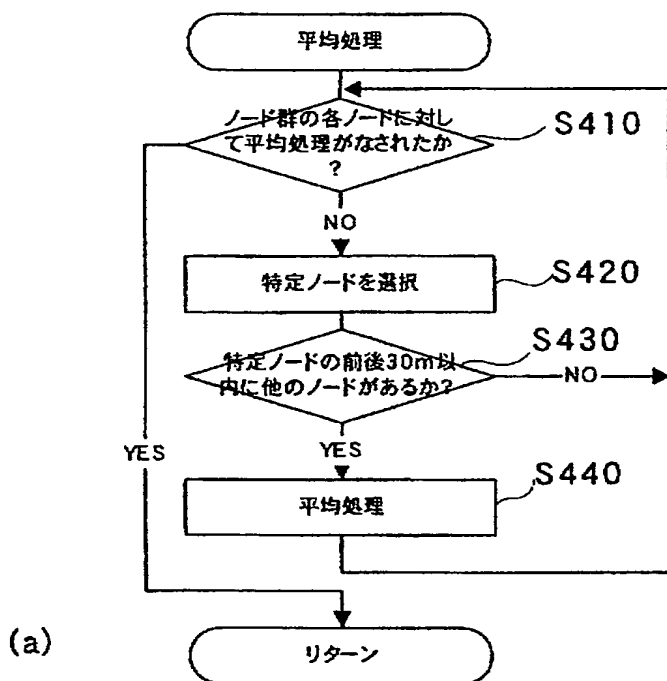 平均処理
ノード群の各ノードに対し
て平均処理がなされたか
?
S410
NO
特定ノードを選択
S420
特定ノードの前後30m以
内に他のノードがあるか?
S430
NO
YES
YES
平均処理
S440
リターン
(a)